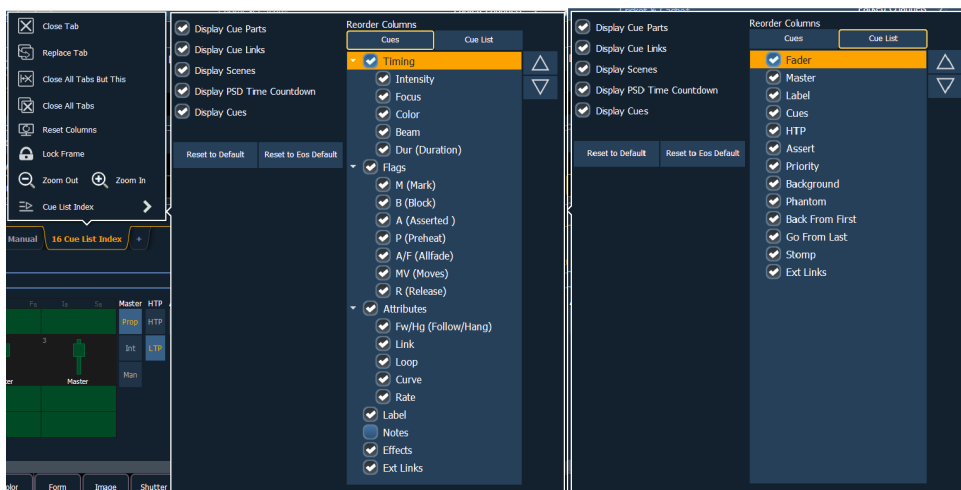 Close Tab
Replace Tab
Close All Tabs But This
Close All Tabs
Reset Columns
Lock Frame
Zoom Out Zoom In
Cue List Index
Manual 16 Cue List Index +
Fo In So Master HTP
Prop HTP
3 Int LTP
Master
Man
Form Image Shutter
Display Cue Parts
Display Cue Links
Display Scenes
Display PSD Time Countdown
Display Cues
Reset to Default Reset to Eos Default
Reorder Columns
Cues Cue List
Timing
Intensity
Focus
Color
Beam
Dur (Duration)
Flags
M (Mark)
B (Block)
A (Asserted )
P (Preheat)
A/F (Allfade)
MV (Moves)
R (Release)
Attributes
Fw/Hg (Follow/Hang)
Link
Loop
Curve
Rate
Label
Notes
Effects
Ext Links
Display Cue Parts
Display Cue Links
Display Scenes
Display PSD Time Countdown
Display Cues
Reset to Default Reset to Eos Default
Reorder Columns
Cues Cue List
Fader
Master
Label
Cues
HTP
Assert
Priority
Background
Phantom
Back From First
Go From Last
Stomp
Ext Links